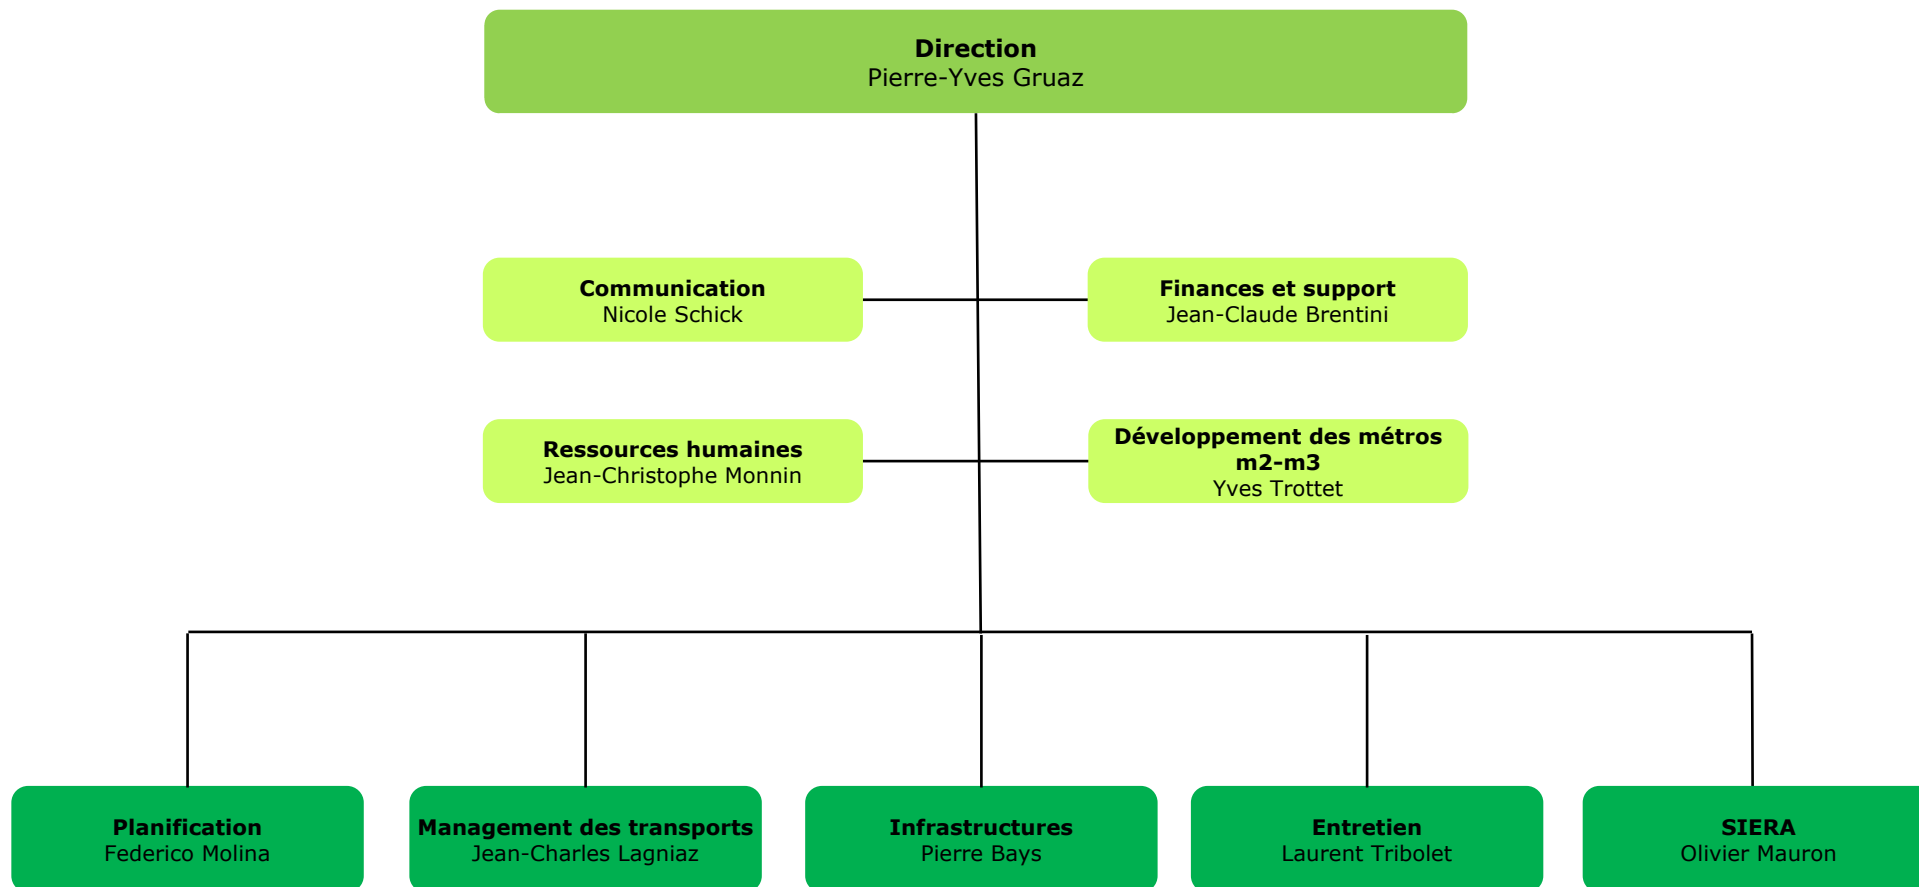 Direction
Pierre-Yves Gruaz
Communication
Nicole Schick
Finances et support
Jean-Claude Brentini
Ressources humaines
Jean-Christophe Monnin
Développement des métros
m2-m3
Yves Trottet
Planification
Federico Molina
Management des transports
Jean-Charles Lagniaz
Infrastructures
Pierre Bays
Entretien
Laurent Tribolet
SIERA
Olivier Mauron